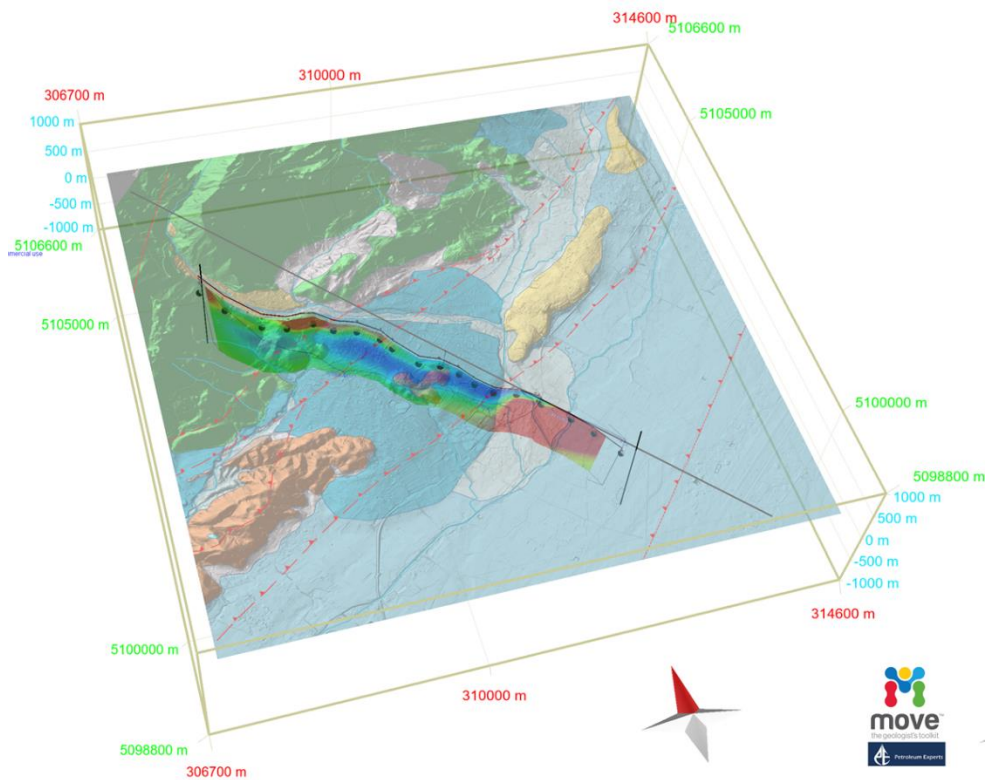 314600 m
5106600 m
310000 m
306700 m
5105000 m
1000 m
500 m
0 m
-500 m
-1000 m
5106600 m
mercial use
5105000 m
5100000 m
5098800 m
1000 m
500 m
0 m
-500 m
-1000 m
314600 m
5100000 m
310000 m
5098800 m
306700 m
move™
the geologist's toolkit
Petroleum Experts